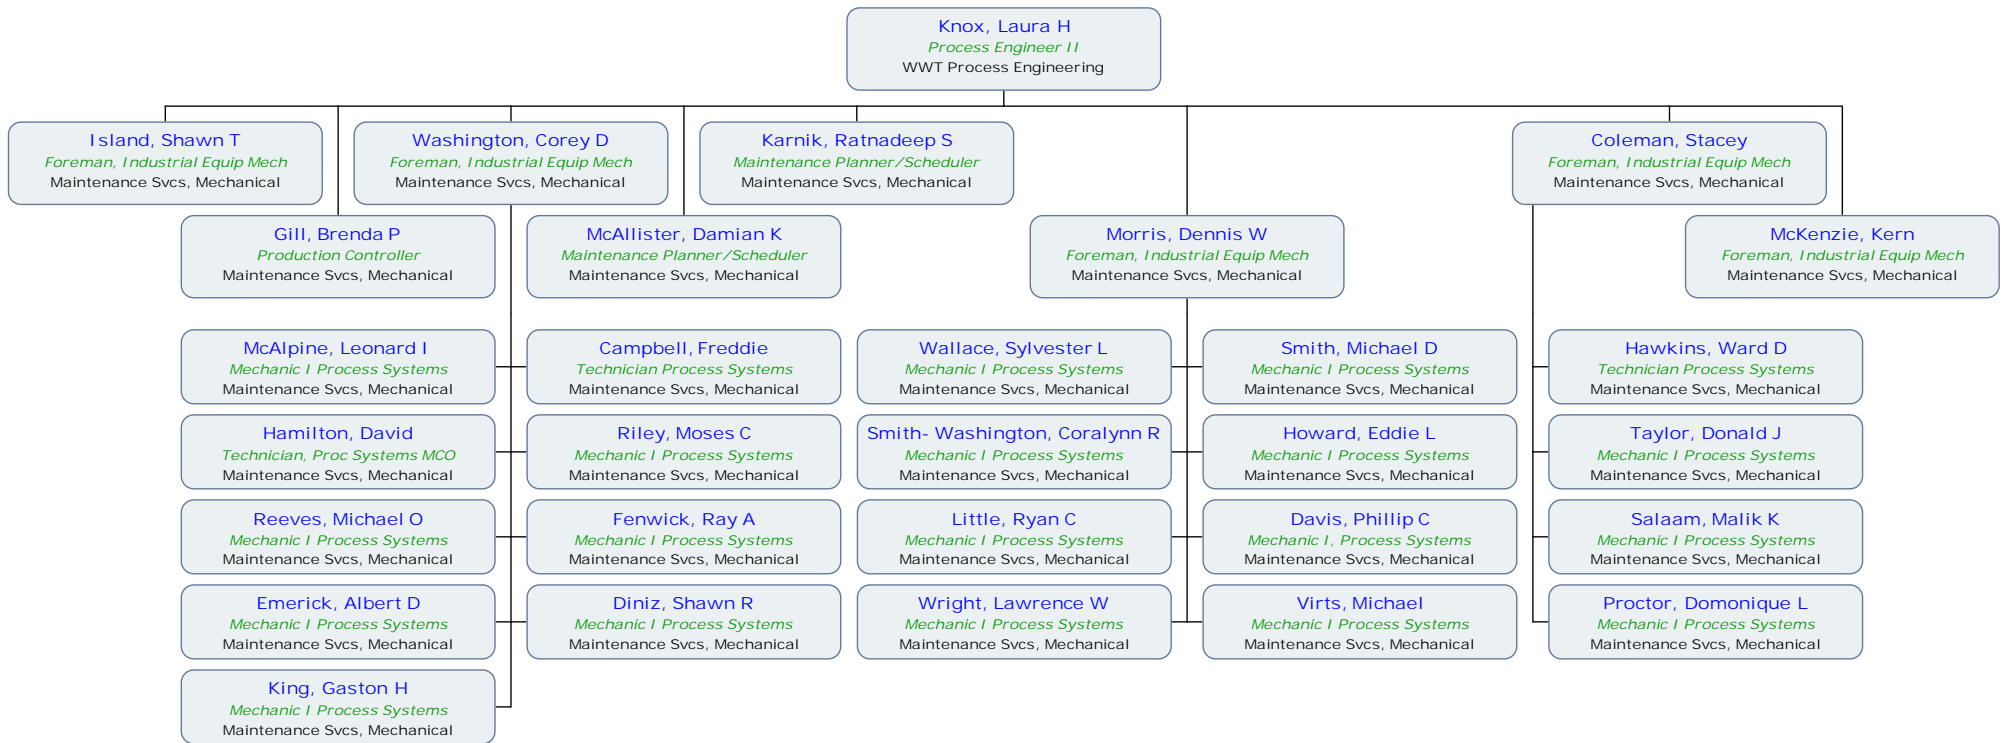 Knox, Laura H
Process Engineer II
WWT Process Engineering
Island, Shawn T
Foreman, Industrial Equip Mech
Maintenance Svcs, Mechanical
Washington, Corey D
Foreman, Industrial Equip Mech
Maintenance Svcs, Mechanical
Karnik, Ratnadeep S
Maintenance Planner/Scheduler
Maintenance Svcs, Mechanical
Coleman, Stacey
Foreman, Industrial Equip Mech
Maintenance Svcs, Mechanical
Gill, Brenda P
Production Controller
Maintenance Svcs, Mechanical
McAllister, Damian K
Maintenance Planner/Scheduler
Maintenance Svcs, Mechanical
Morris, Dennis W
Foreman, Industrial Equip Mech
Maintenance Svcs, Mechanical
McKenzie, Kern
Foreman, Industrial Equip Mech
Maintenance Svcs, Mechanical
McAlpine, Leonard I
Mechanic I Process Systems
Maintenance Svcs, Mechanical
Campbell, Freddie
Technician Process Systems
Maintenance Svcs, Mechanical
Wallace, Sylvester L
Mechanic I Process Systems
Maintenance Svcs, Mechanical
Smith, Michael D
Mechanic I Process Systems
Maintenance Svcs, Mechanical
Hawkins, Ward D
Technician Process Systems
Maintenance Svcs, Mechanical
Hamilton, David
Technician, Proc Systems MCO
Maintenance Svcs, Mechanical
Riley, Moses C
Mechanic I Process Systems
Maintenance Svcs, Mechanical
Smith- Washington, Coralynn R
Mechanic I Process Systems
Maintenance Svcs, Mechanical
Howard, Eddie L
Mechanic I Process Systems
Maintenance Svcs, Mechanical
Taylor, Donald J
Mechanic I Process Systems
Maintenance Svcs, Mechanical
Reeves, Michael O
Mechanic I Process Systems
Maintenance Svcs, Mechanical
Fenwick, Ray A
Mechanic I Process Systems
Maintenance Svcs, Mechanical
Little, Ryan C
Mechanic I Process Systems
Maintenance Svcs, Mechanical
Davis, Phillip C
Mechanic I, Process Systems
Maintenance Svcs, Mechanical
Salaam, Malik K
Mechanic I Process Systems
Maintenance Svcs, Mechanical
Emerick, Albert D
Mechanic I Process Systems
Maintenance Svcs, Mechanical
Diniz, Shawn R
Mechanic I Process Systems
Maintenance Svcs, Mechanical
Wright, Lawrence W
Mechanic I Process Systems
Maintenance Svcs, Mechanical
Virts, Michael
Mechanic I Process Systems
Maintenance Svcs, Mechanical
Proctor, Domonique L
Mechanic I Process Systems
Maintenance Svcs, Mechanical
King, Gaston H
Mechanic I Process Systems
Maintenance Svcs, Mechanical